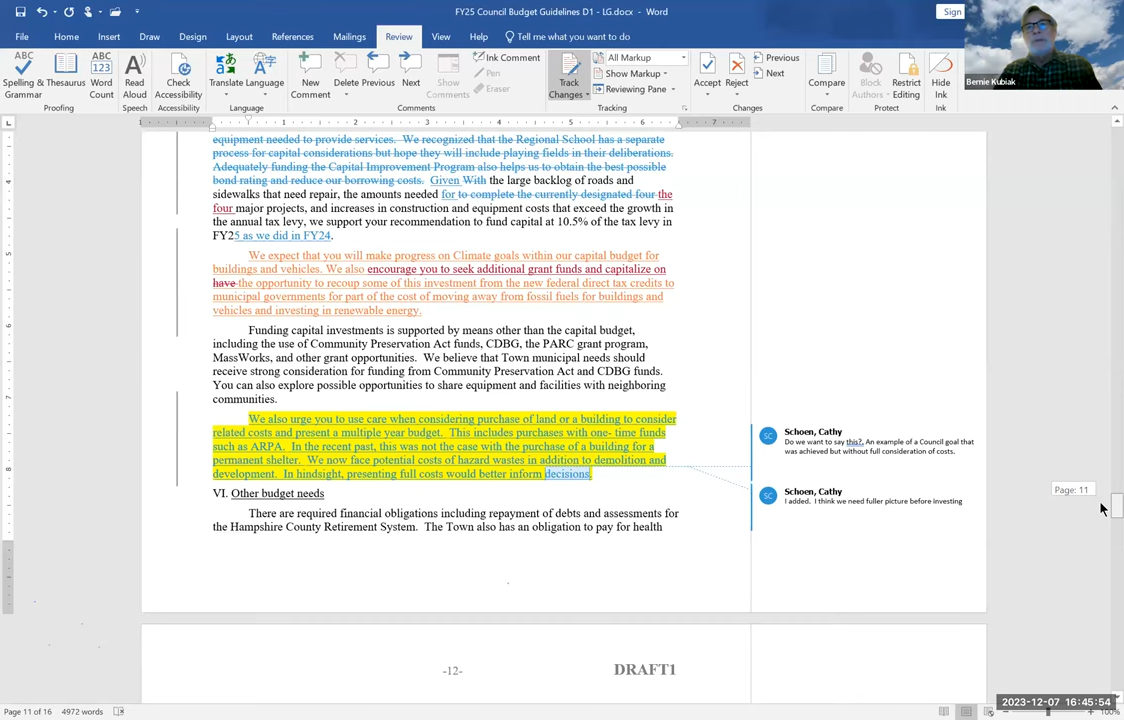 FY25 Council Budget Guidelines D1 - LG.docx - Word
Sign
File Home Insert Draw Design Layout References Mailings Review View Help Tell me what you want to do
Spelling & Grammar
Thesaurus
Word Count
Proofing
Read Aloud
Speech
Check Accessibility
Accessibility
Translate
Language
Language
New Comment
Delete
Previous
Next
Show Comments
Comments
Ink Comment
Pen
Eraser
Track Changes
All Markup
Show Markup
Reviewing Pane
Tracking
Accept
Reject
Previous
Next
Changes
Compare
Compare
Block Authors
Restrict Editing
Protect
Hide Ink
Ink
Bernie Kubiak
equipment needed to provide services. We recognized that the Regional School has a separate
process for capital considerations but hope they will include playing fields in their deliberations.
Adequately funding the Capital Improvement Program also helps us to obtain the best possible
bond rating and reduce our borrowing costs. Given With the large backlog of roads and
sidewalks that need repair, the amounts needed for to complete the currently designated four the
four major projects, and increases in construction and equipment costs that exceed the growth in
the annual tax levy, we support your recommendation to fund capital at 10.5% of the tax levy in
FY25 as we did in FY24.
We expect that you will make progress on Climate goals within our capital budget for
buildings and vehicles. We also encourage you to seek additional grant funds and capitalize on
have the opportunity to recoup some of this investment from the new federal direct tax credits to
municipal governments for part of the cost of moving away from fossil fuels for buildings and
vehicles and investing in renewable energy.
Funding capital investments is supported by means other than the capital budget,
including the use of Community Preservation Act funds, CDBG, the PARC grant program,
MassWorks, and other grant opportunities. We believe that Town municipal needs should
receive strong consideration for funding from Community Preservation Act and CDBG funds.
You can also explore possible opportunities to share equipment and facilities with neighboring
communities.
We also urge you to use care when considering purchase of land or a building to consider
related costs and present a multiple year budget. This includes purchases with one- time funds
such as ARPA. In the recent past, this was not the case with the purchase of a building for a
permanent shelter. We now face potential costs of hazard wastes in addition to demolition and
development. In hindsight, presenting full costs would better inform decisions.
VI. Other budget needs
There are required financial obligations including repayment of debts and assessments for
the Hampshire County Retirement System. The Town also has an obligation to pay for health
SC
Schoen, Cathy
Do we want to say this?. An example of a Council goal that
was achieved but without full consideration of costs.
SC
Schoen, Cathy
I added. I think we need fuller picture before investing
Page: 11
-12-
DRAFT1
2023-12-07 16:45:54
Page 11 of 16 4972 words
100%